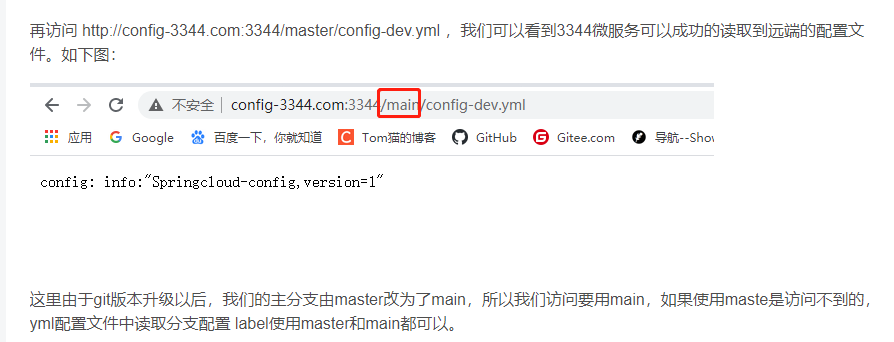 再访问 http://config-3344.com:3344/master/config-dev.yml ，我们可以看到3344微服务可以成功的读取到远端的配置文
件。如下图：
不安全 | config-3344.com:3344/main/config-dev.yml
应用 Google 百度一下，你就知道 Tom猫的博客 GitHub Gitee.com 导航--Shov
config: info:"Springcloud-config,version=1"
这里由于git版本升级以后，我们的主分支由master改为了main，所以我们访问要用main，如果使用maste是访问不到的，
yml配置文件中读取分支配置 label使用master和main都可以。